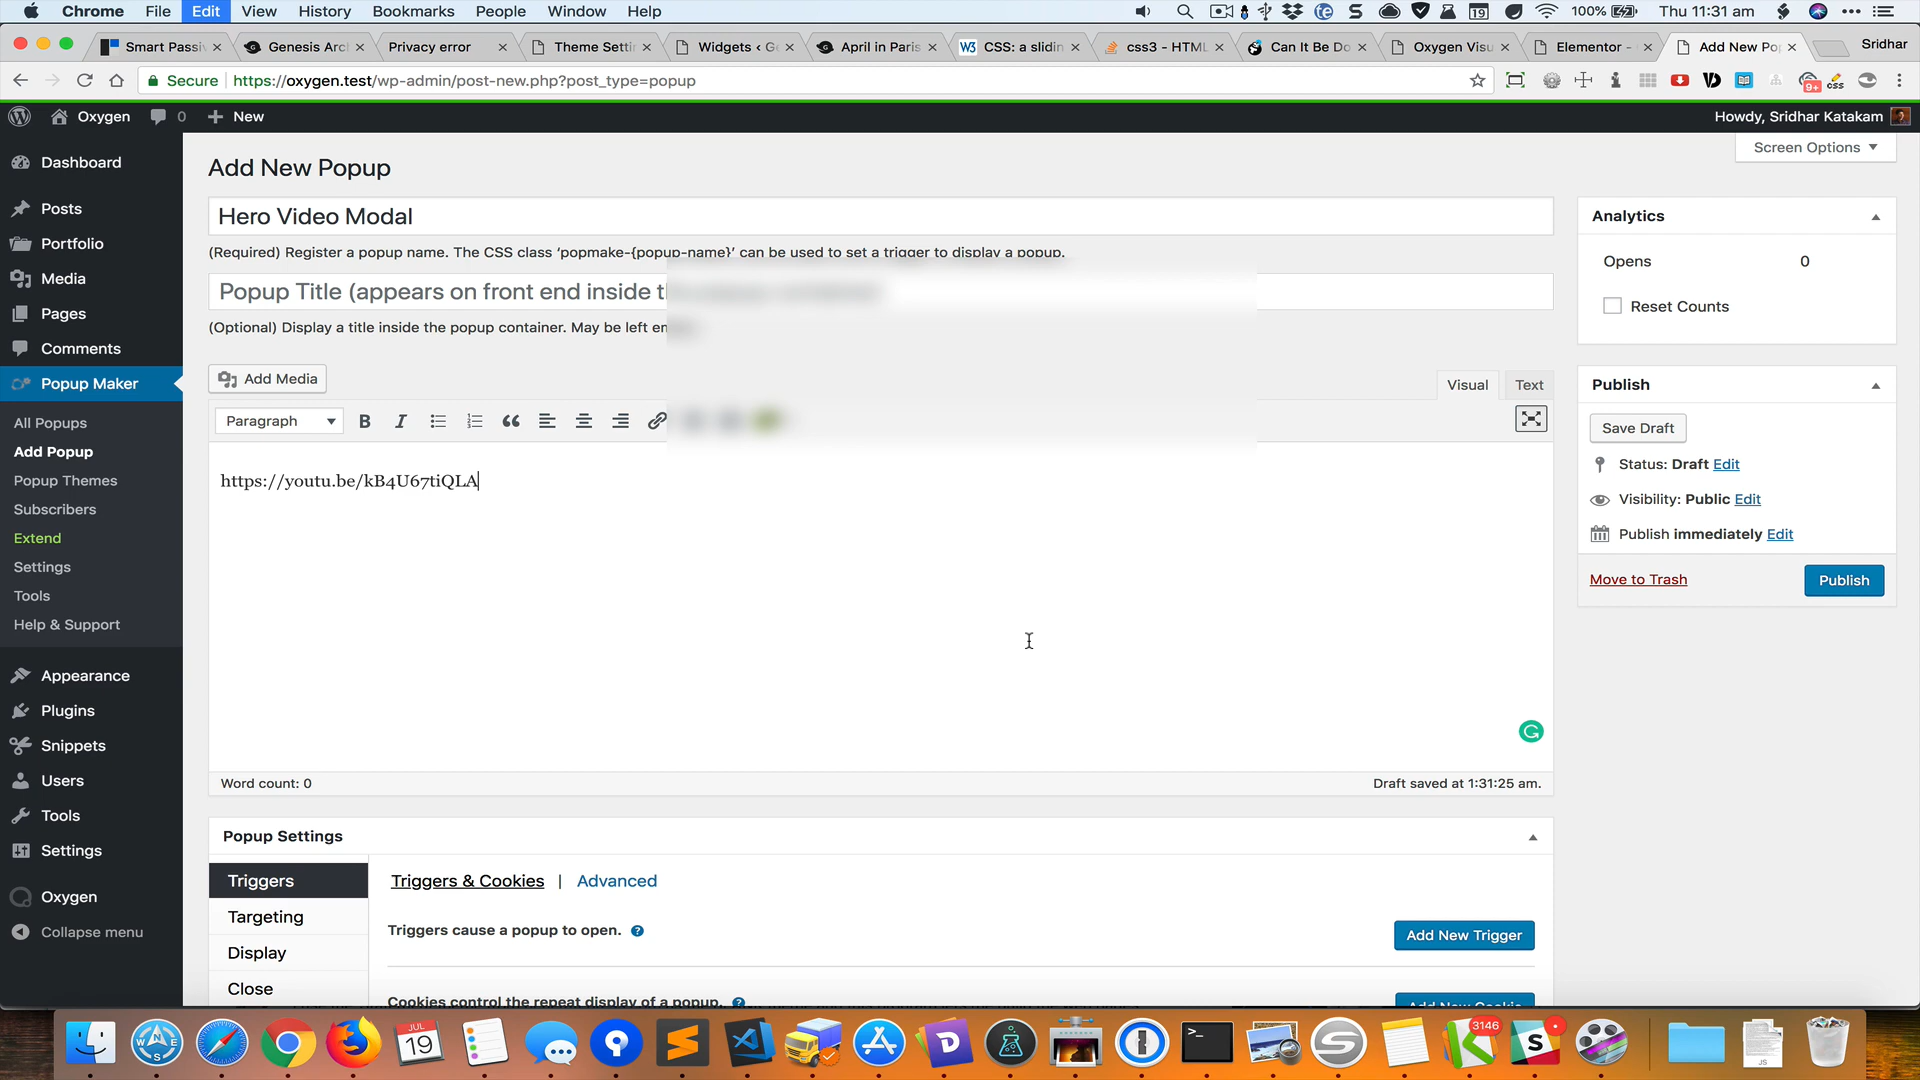 Chrome File Edit View History Bookmarks People Window Help 100% Thu 11:31 am
Smart Passiv Genesis Arc Privacy error Theme Setti Widgets ‹ Ge April in Paris CSS: a slidin css3 - HTML Can It Be Do Oxygen Visu Elementor - Add New Pop Sridhar
Secure https://oxygen.test/wp-admin/post-new.php?post_type=popup
Oxygen 0 New Howdy, Sridhar Katakam
Screen Options
Dashboard
Posts
Portfolio
Media
Pages
Comments
Popup Maker
All Popups
Add Popup
Popup Themes
Subscribers
Extend
Settings
Tools
Help & Support
Appearance
Plugins
Snippets
Users
Tools
Settings
Oxygen
Collapse menu
Add New Popup
Hero Video Modal
(Required) Register a popup name. The CSS class ‘popmake-{popup-name}’ can be used to set a trigger to display a popup.
Popup Title (appears on front end inside
(Optional) Display a title inside the popup container. May be left
Add Media
Visual Text
Paragraph
https://youtu.be/kB4U67tiQLA
Word count: 0 Draft saved at 1:31:25 am.
Popup Settings
Triggers
Targeting
Display
Close
Triggers & Cookies | Advanced
Triggers cause a popup to open.
Add New Trigger
Cookies control the repeat display of a popup.
Add New Cookie
Analytics
Opens 0
Reset Counts
Publish
Save Draft
Status: Draft Edit
Visibility: Public Edit
Publish immediately Edit
Move to Trash Publish
JUL
19
3146